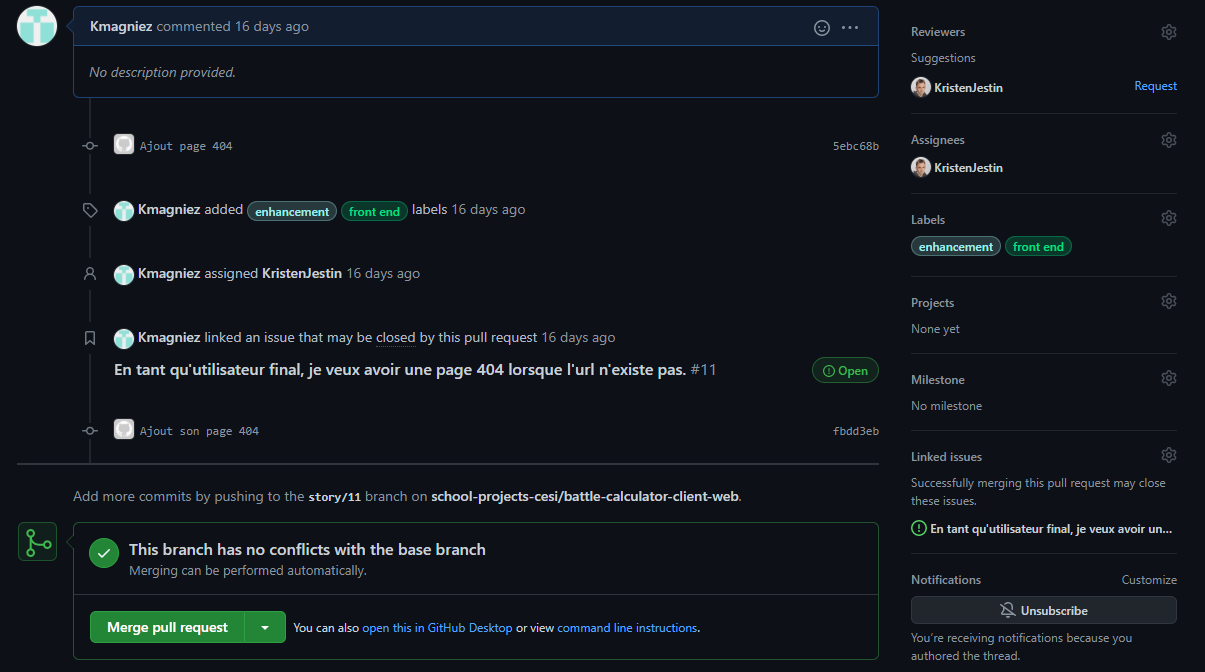 Kmagniez commented 16 days ago
No description provided.
Ajout page 404 5ebc68b
Kmagniez added enhancement front end labels 16 days ago
Kmagniez assigned KristenJestin 16 days ago
Kmagniez linked an issue that may be closed by this pull request 16 days ago
En tant qu'utilisateur final, je veux avoir une page 404 lorsque l'url n'existe pas. #11 Open
Ajout son page 404 fbdd3eb
Add more commits by pushing to the story/11 branch on school-projects-cesi/battle-calculator-client-web.
This branch has no conflicts with the base branch
Merging can be performed automatically.
Merge pull request You can also open this in GitHub Desktop or view command line instructions.
Reviewers
Suggestions
KristenJestin Request
Assignees
KristenJestin
Labels
enhancement front end
Projects
None yet
Milestone
No milestone
Linked issues
Successfully merging this pull request may close
these issues.
En tant qu'utilisateur final, je veux avoir un...
Notifications Customize
Unsubscribe
You're receiving notifications because you
authored the thread.